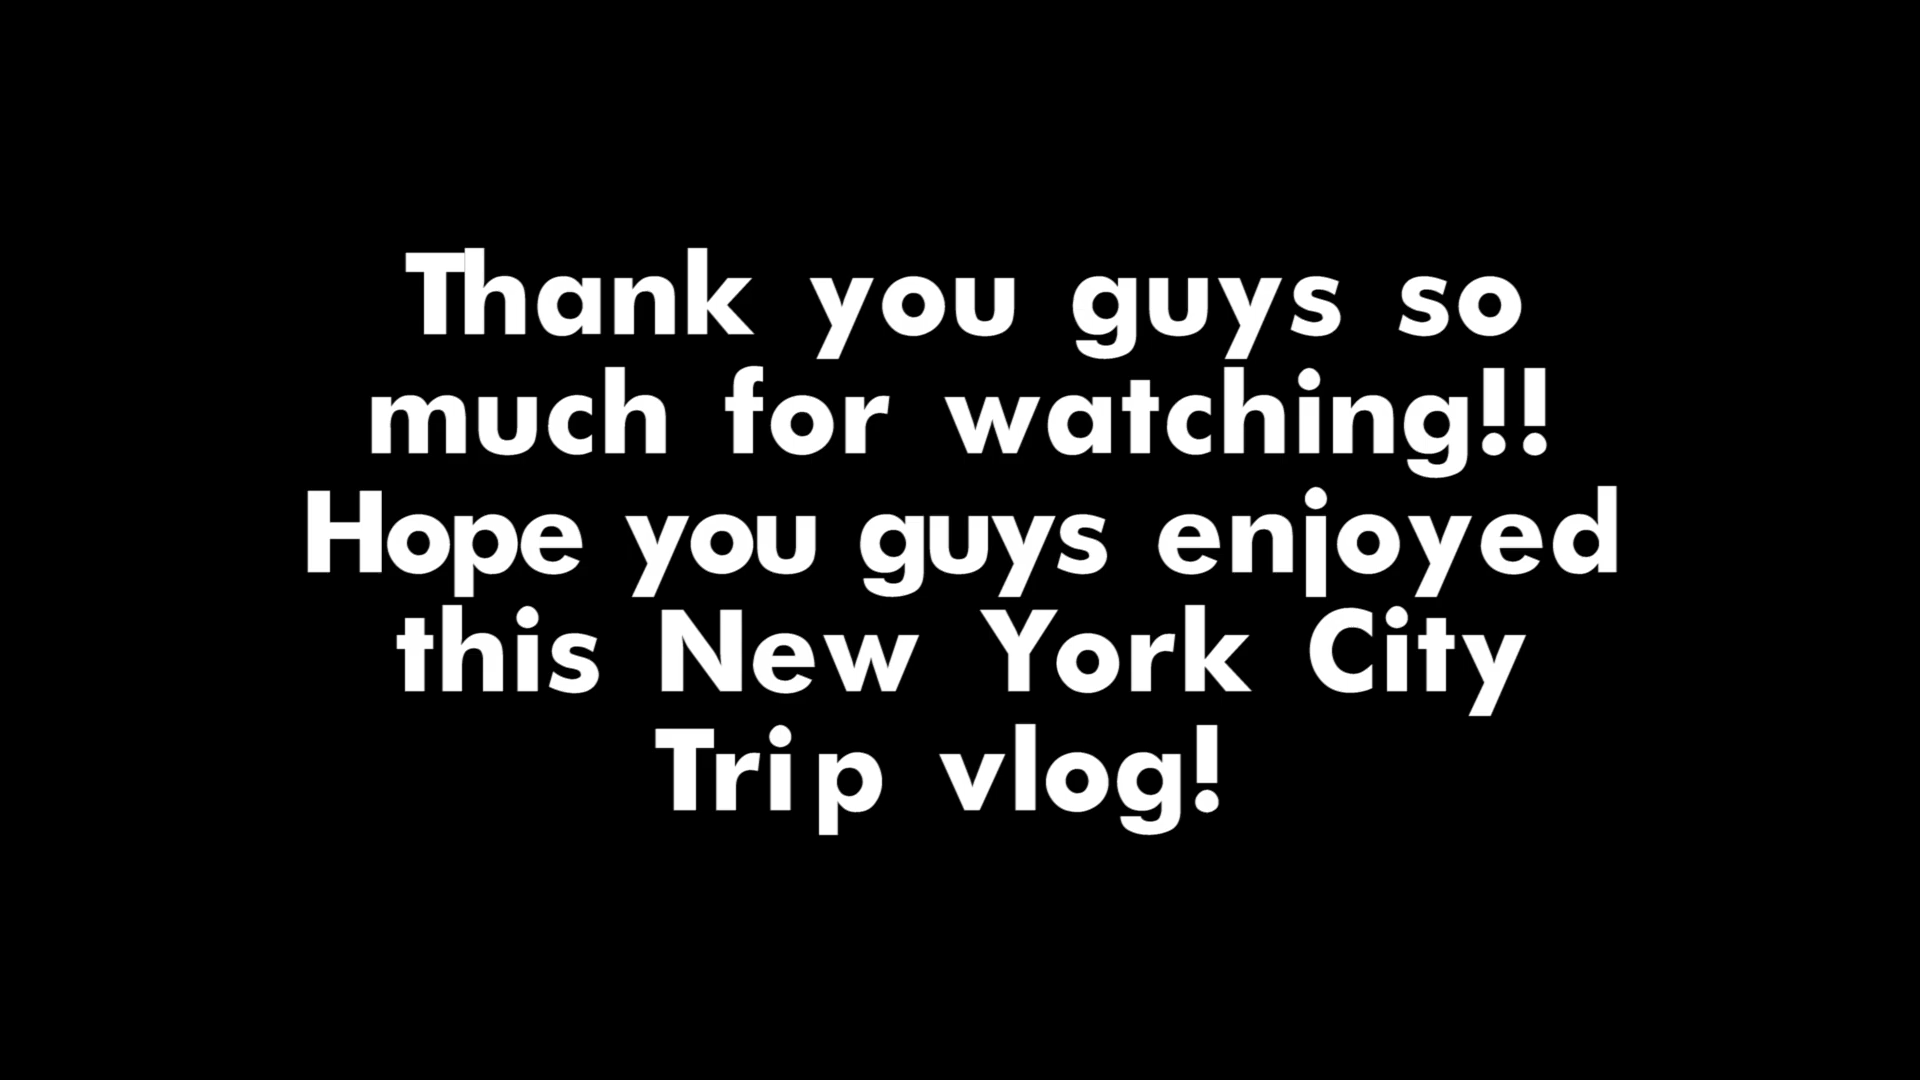 Thank you guys so
much for watching!!
Hope you guys enjoyed
this New York City
Trip vlog!